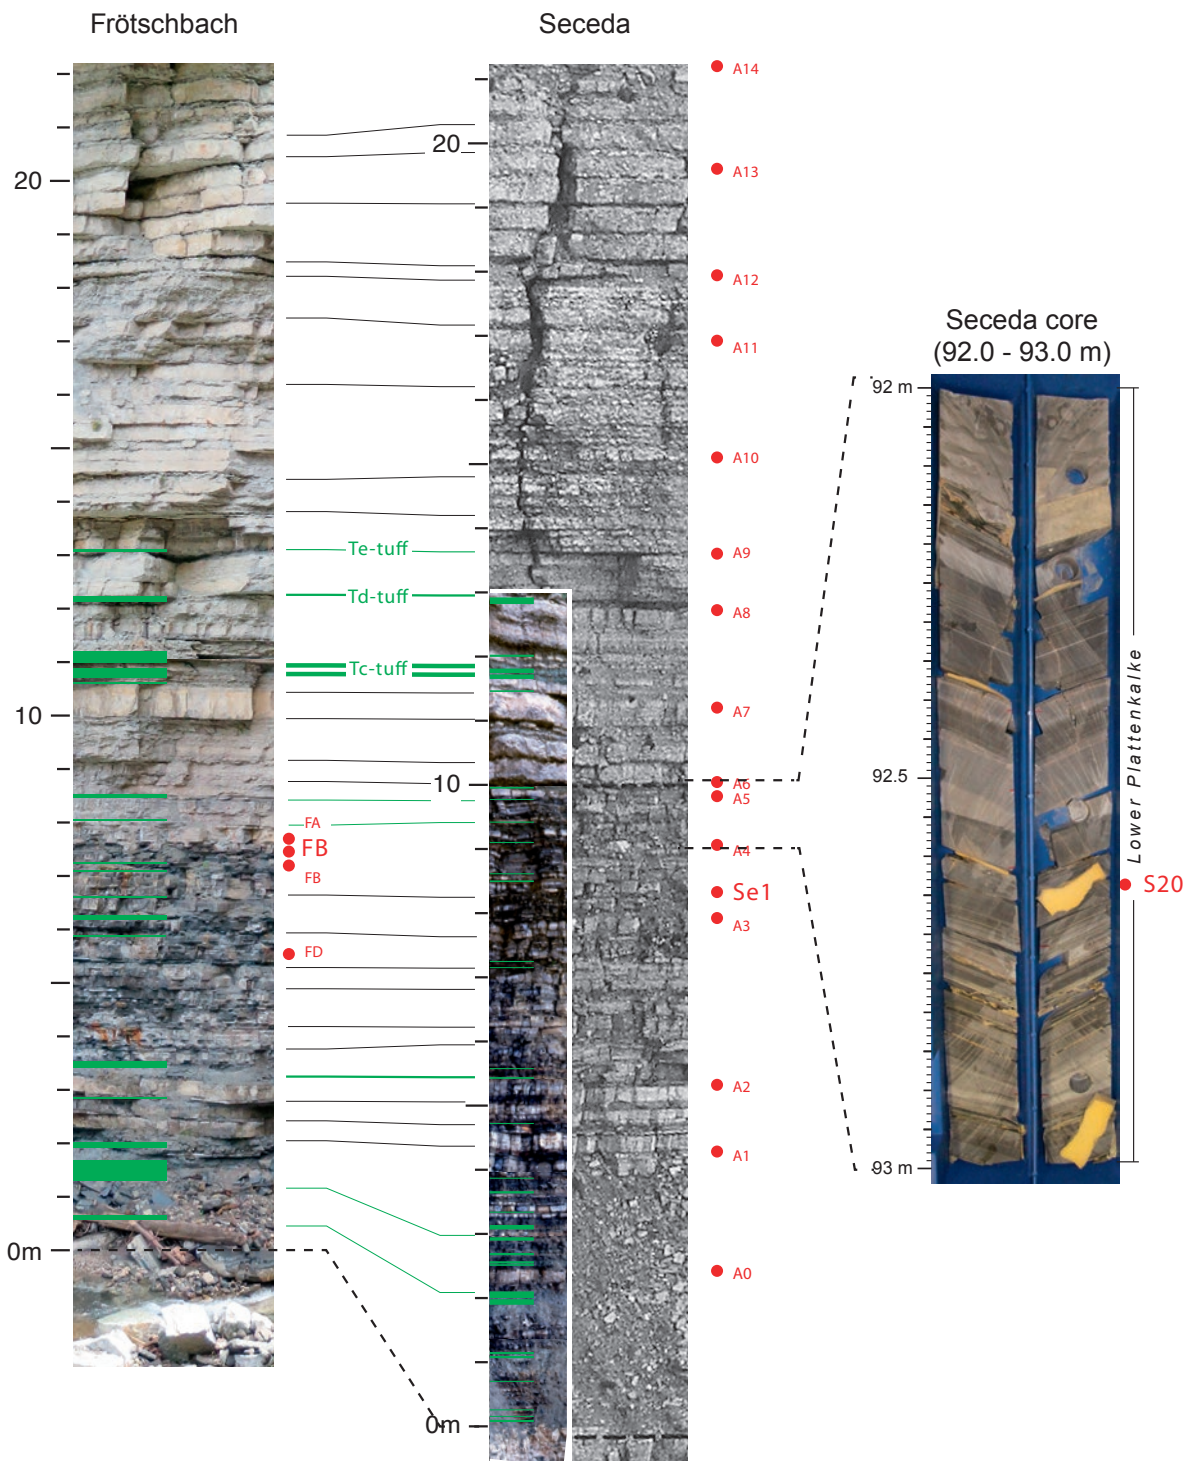 Frötschbach
Seceda
A14
20
A13
20
A12
Seceda core
(92.0 - 93.0 m)
A11
92 m
A10
Te-tuff
A9
Td-tuff
A8
Tc-tuff
A7
10
92.5
A6
10
A5
FA
FB
A4
FB
Lower Plattenkalke
S20
Se1
A3
FD
A2
A1
93 m
0m
A0
0m